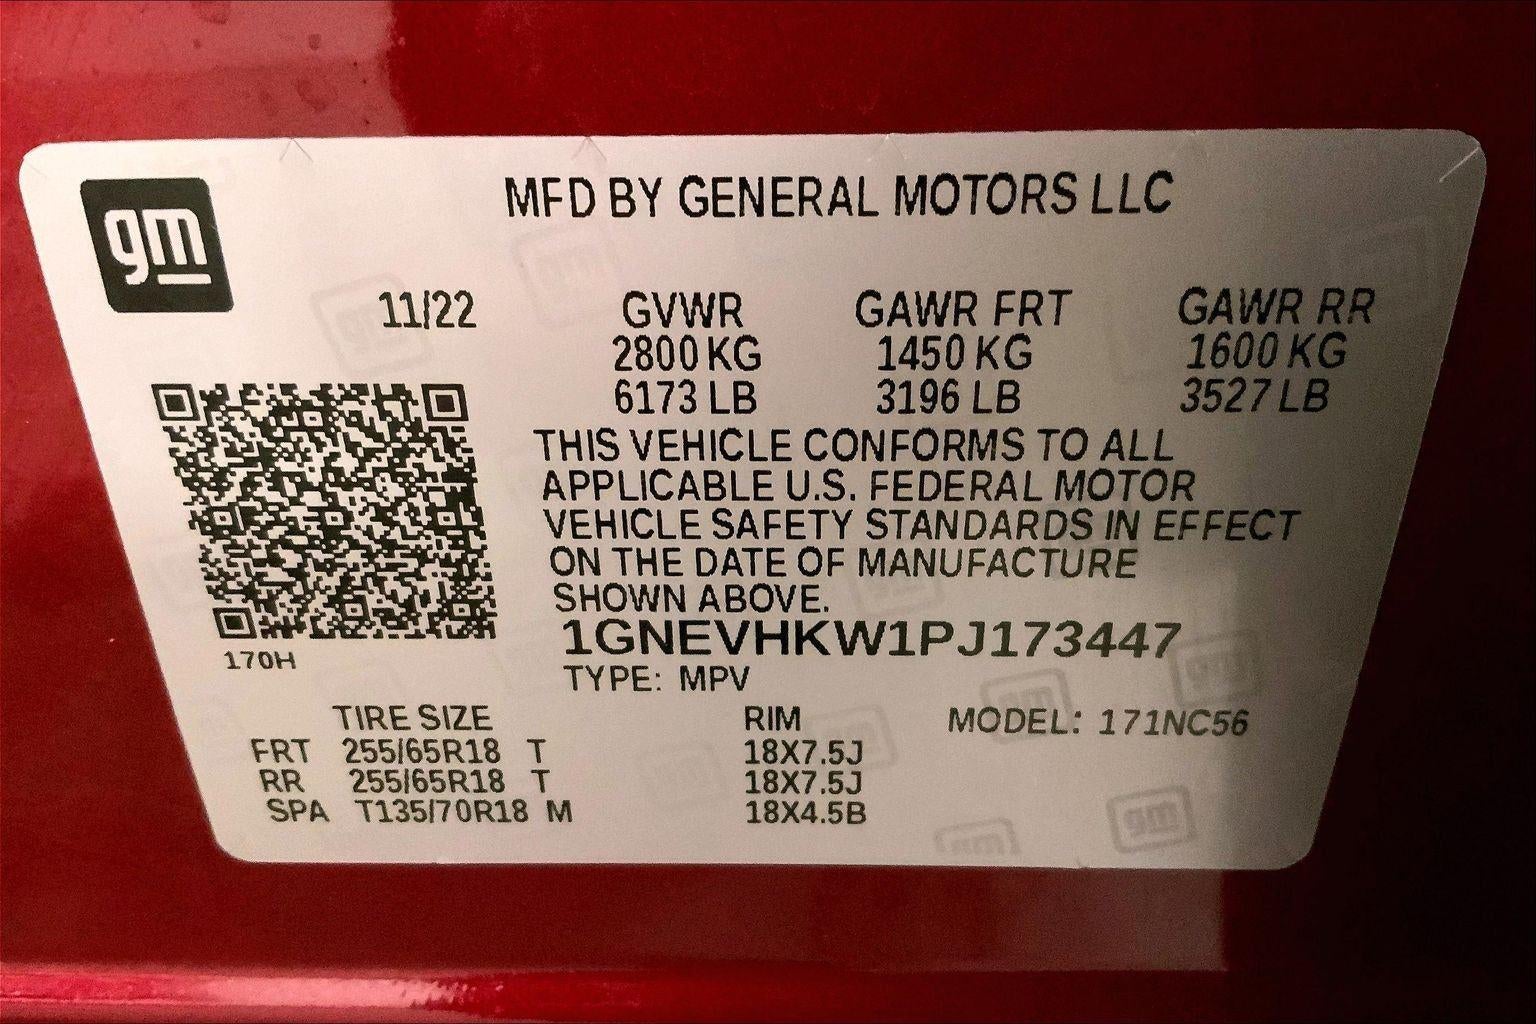 gm
MFD BY GENERAL MOTORS LLC
11/22 GVWR GAWR FRT GAWR RR
2800 KG 1450 KG 1600 KG
6173 LB 3196 LB 3527 LB
THIS VEHICLE CONFORMS TO ALL
APPLICABLE U.S. FEDERAL MOTOR
VEHICLE SAFETY STANDARDS IN EFFECT
ON THE DATE OF MANUFACTURE
SHOWN ABOVE.
1GNEVHKW1PJ173447
170H
TYPE: MPV
TIRE SIZE RIM MODEL: 171NC56
FRT 255/65R18 T 18X7.5J
RR 255/65R18 T 18X7.5J
SPA T135/70R18 M 18X4.5B